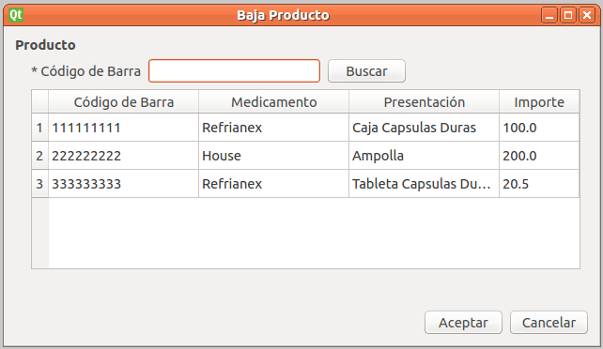 Qt Baja Producto
Producto
* Código de Barra Buscar
Código de Barra Medicamento Presentación Importe
1 111111111 Refrianex Caja Capsulas Duras 100.0
2 222222222 House Ampolla 200.0
3 333333333 Refrianex Tableta Capsulas Du... 20.5
Aceptar Cancelar